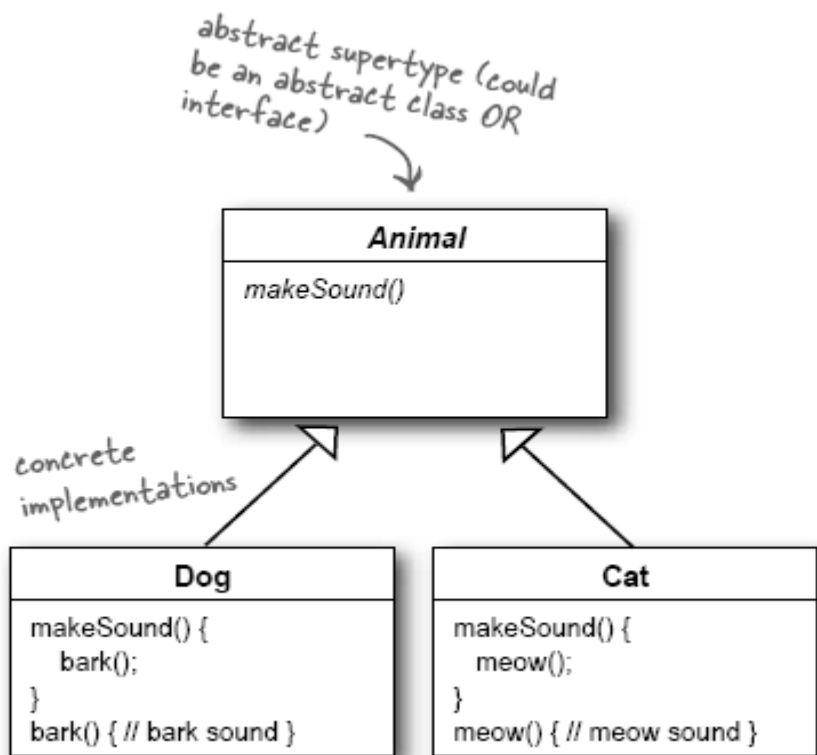 abstract supertype (could
be an abstract class OR
interface)
Animal
makeSound()
concrete
implementations
Dog
makeSound() {
bark();
}
bark() { // bark sound }
Cat
makeSound() {
meow();
}
meow() { // meow sound }